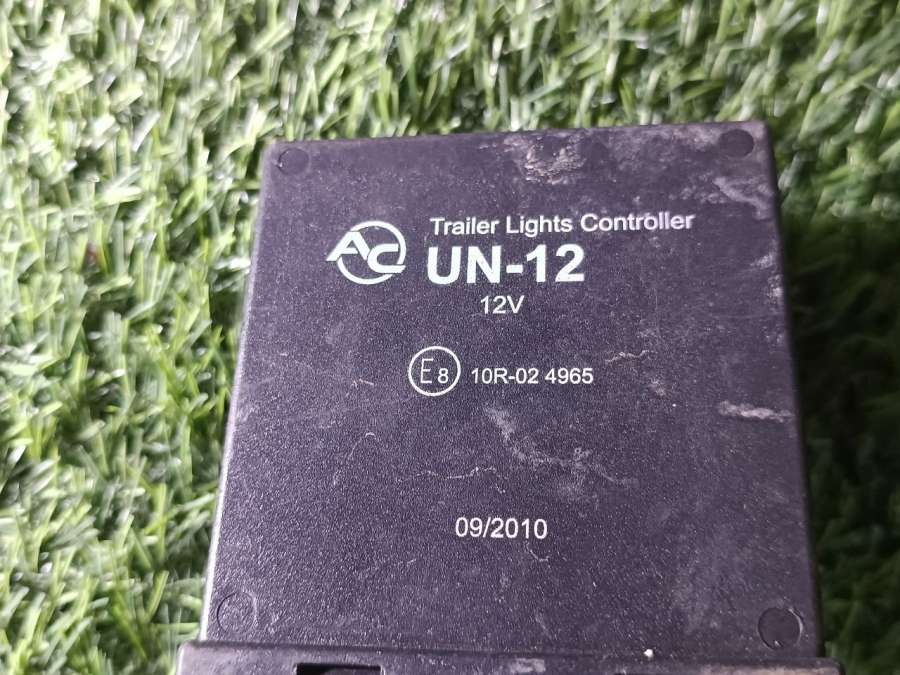 AC
Trailer Lights Controller
UN-12
12V
E8 10R-02 4965
09/2010